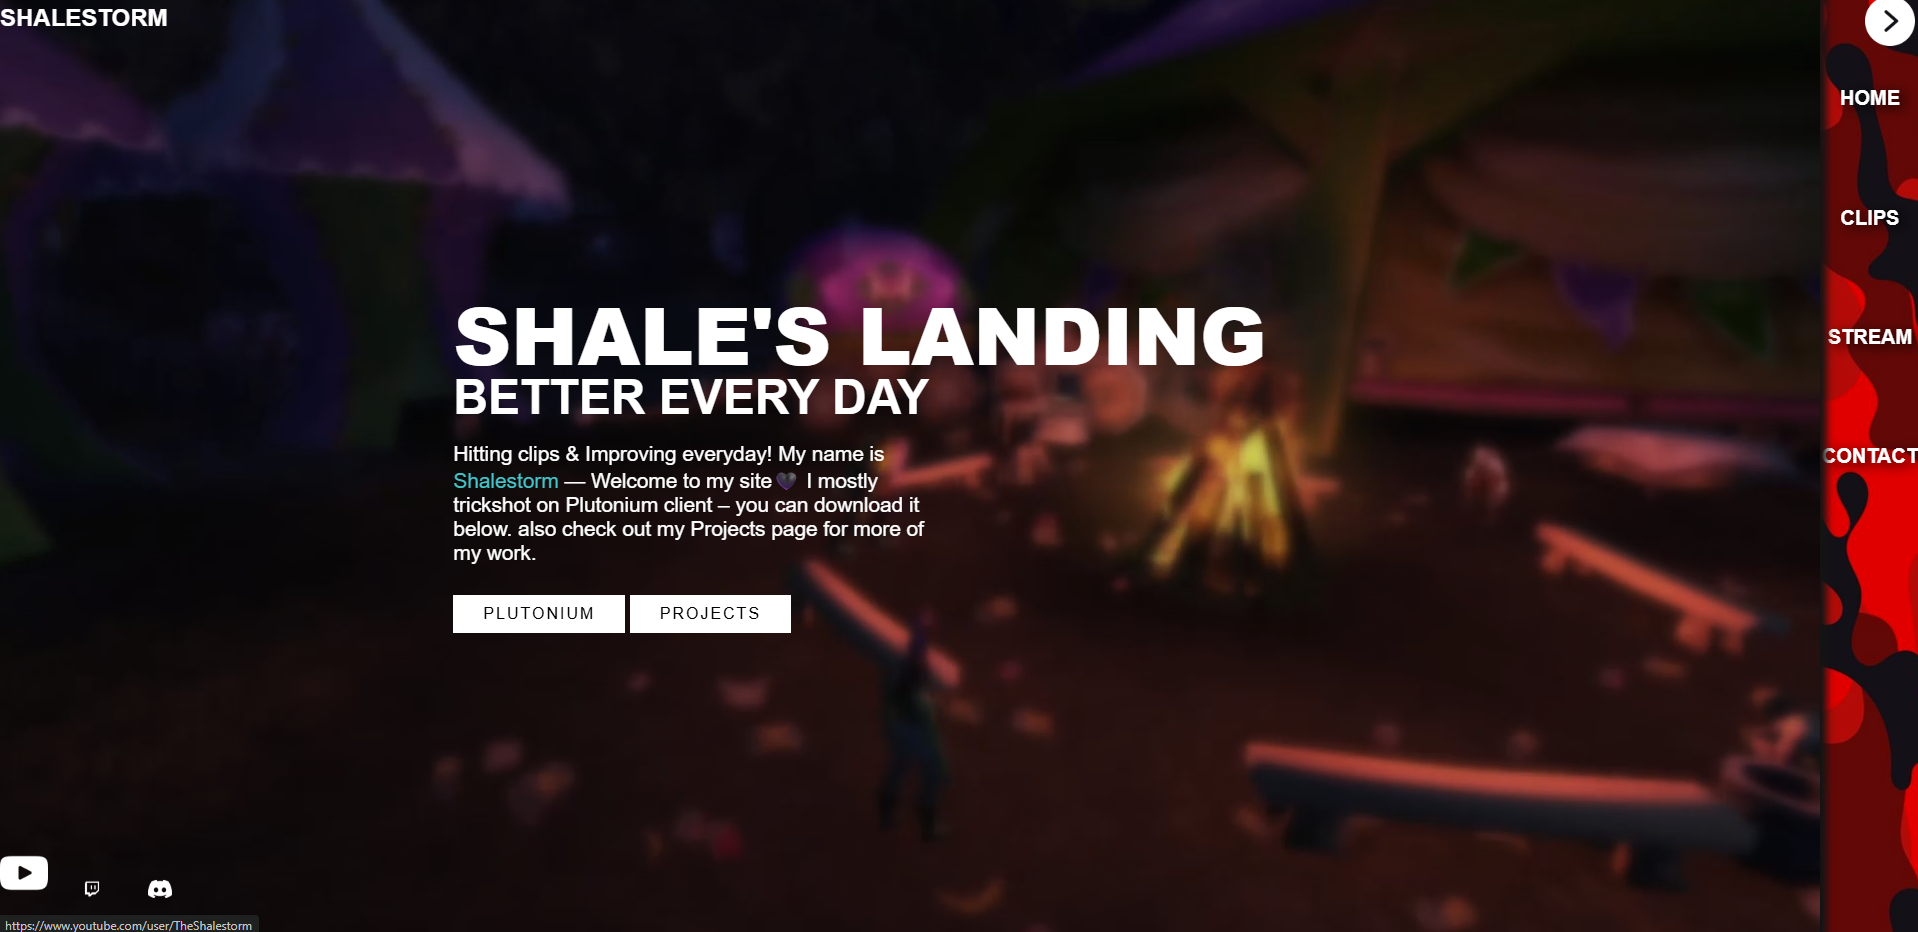 SHALESTORM
HOME
CLIPS
STREAM
CONTACT
SHALE'S LANDING
BETTER EVERY DAY
Hitting clips & Improving everyday! My name is
Shalestorm — Welcome to my site🖤 I mostly
trickshot on Plutonium client – you can download it
below. also check out my Projects page for more of
my work.
PLUTONIUM PROJECTS
https://www.youtube.com/user/TheShalestorm